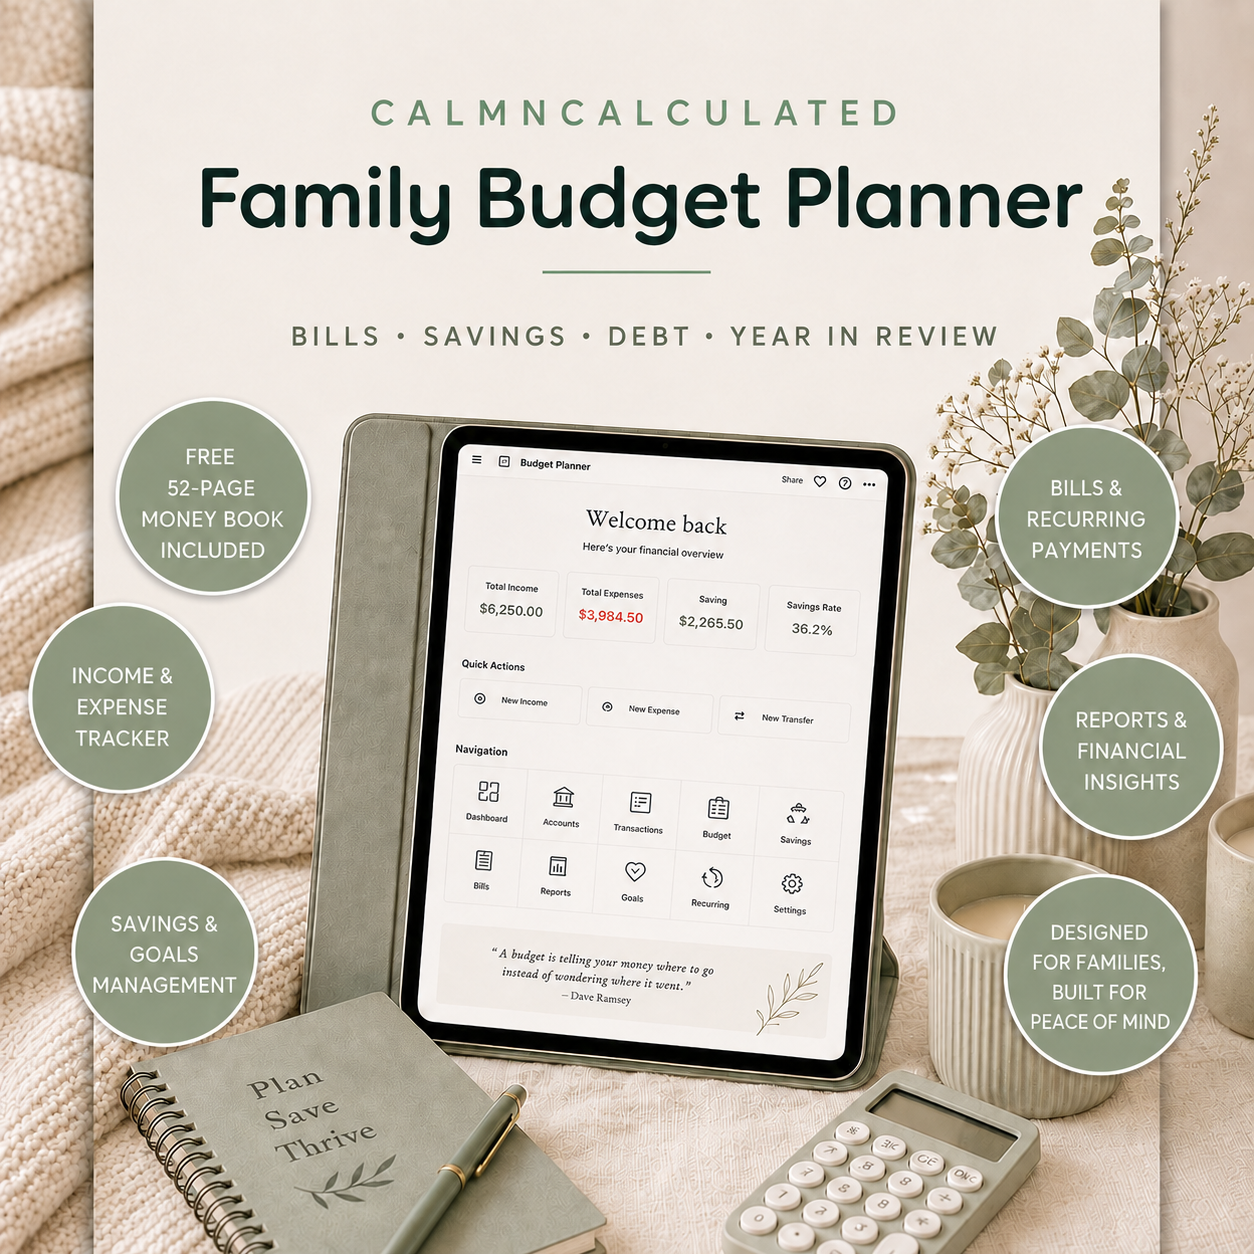 CALMNCALCULATED
Family Budget Planner
BILLS • SAVINGS • DEBT • YEAR IN REVIEW
FREE
52-PAGE
MONEY BOOK
INCLUDED
INCOME &
EXPENSE
TRACKER
SAVINGS &
GOALS
MANAGEMENT
BILLS &
RECURRING
PAYMENTS
REPORTS &
FINANCIAL
INSIGHTS
DESIGNED
FOR FAMILIES,
BUILT FOR
PEACE OF MIND
Budget Planner
Share
Welcome back
Here's your financial overview
Total Income
$6,250.00
Total Expenses
$3,984.50
Saving
$2,265.50
Savings Rate
36.2%
Quick Actions
New Income
New Expense
New Transfer
Navigation
Dashboard
Accounts
Transactions
Budget
Savings
Bills
Reports
Goals
Recurring
Settings
“ A budget is telling your money where to go
instead of wondering where it went.”
– Dave Ramsey
Plan
Save
Thrive